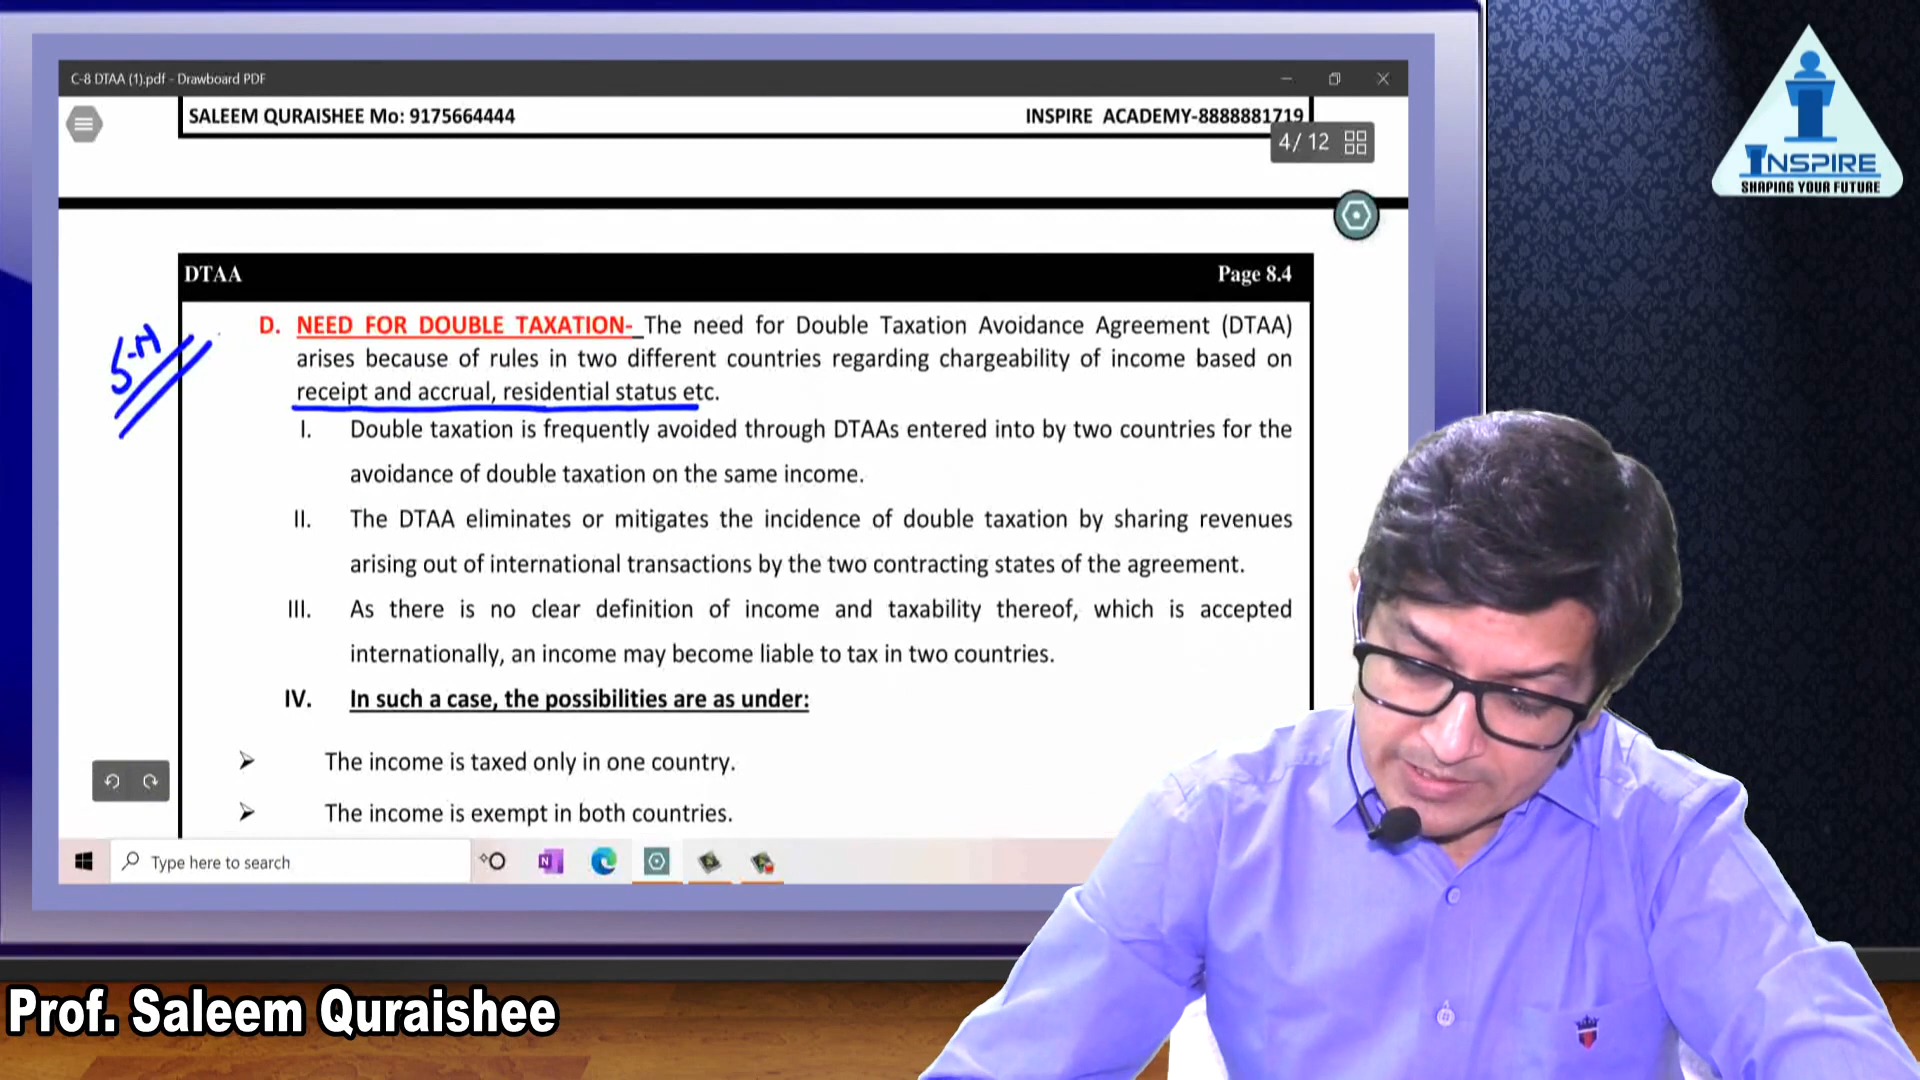 C-8 DTAA (1).pdf - Drawboard PDF
SALEEM QURAISHEE Mo: 9175664444 INSPIRE ACADEMY-8888881719
4/ 12
INSPIRE
SHAPING YOUR FUTURE
DTAA Page 8.4
5-M
D. NEED FOR DOUBLE TAXATION- The need for Double Taxation Avoidance Agreement (DTAA)
arises because of rules in two different countries regarding chargeability of income based on
receipt and accrual, residential status etc.
I. Double taxation is frequently avoided through DTAAs entered into by two countries for the
avoidance of double taxation on the same income.
II. The DTAA eliminates or mitigates the incidence of double taxation by sharing revenues
arising out of international transactions by the two contracting states of the agreement.
III. As there is no clear definition of income and taxability thereof, which is accepted
internationally, an income may become liable to tax in two countries.
IV. In such a case, the possibilities are as under:
➢ The income is taxed only in one country.
➢ The income is exempt in both countries.
Type here to search
Prof. Saleem Quraishee